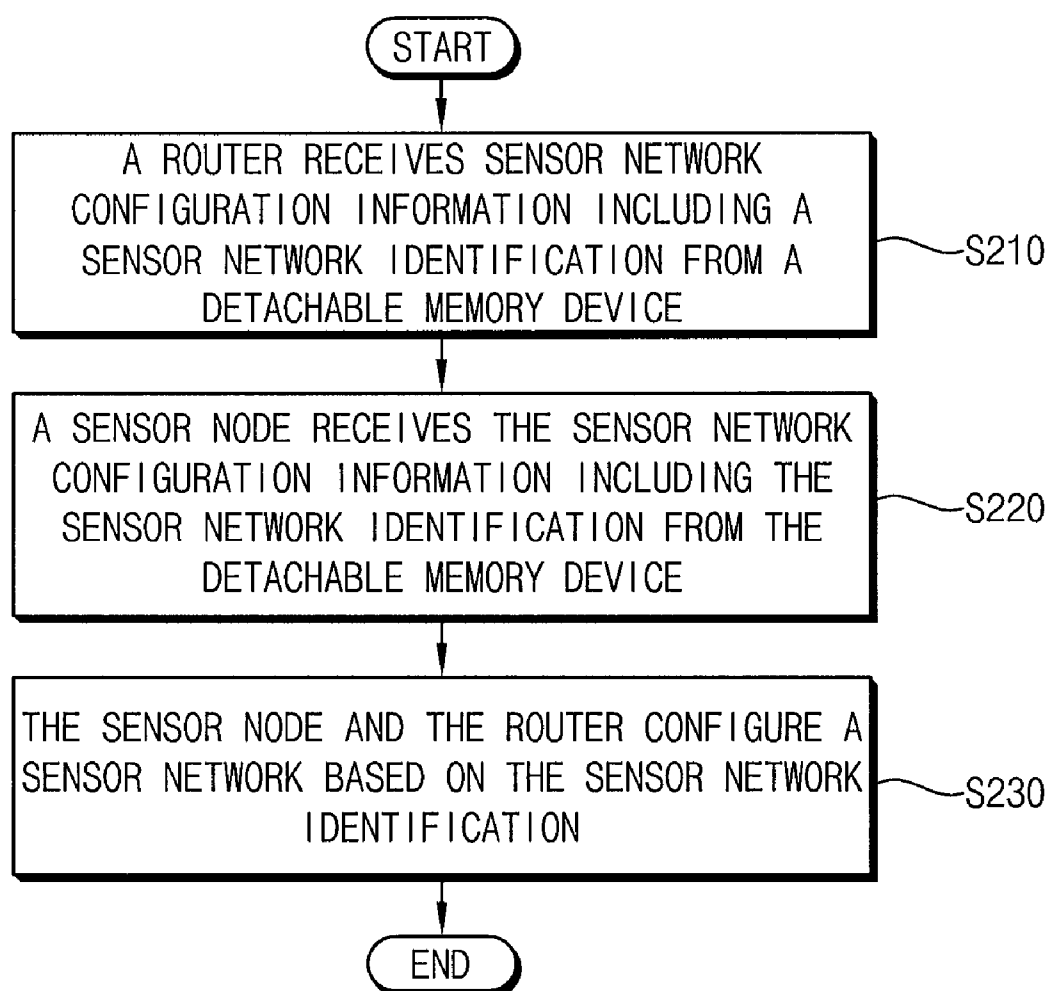 START
A ROUTER RECEIVES SENSOR NETWORK
CONFIGURATION INFORMATION INCLUDING A
SENSOR NETWORK IDENTIFICATION FROM A
DETACHABLE MEMORY DEVICE
S210
A SENSOR NODE RECEIVES THE SENSOR NETWORK
CONFIGURATION INFORMATION INCLUDING THE
SENSOR NETWORK IDENTIFICATION FROM THE
DETACHABLE MEMORY DEVICE
S220
THE SENSOR NODE AND THE ROUTER CONFIGURE A
SENSOR NETWORK BASED ON THE SENSOR NETWORK
IDENTIFICATION
S230
END